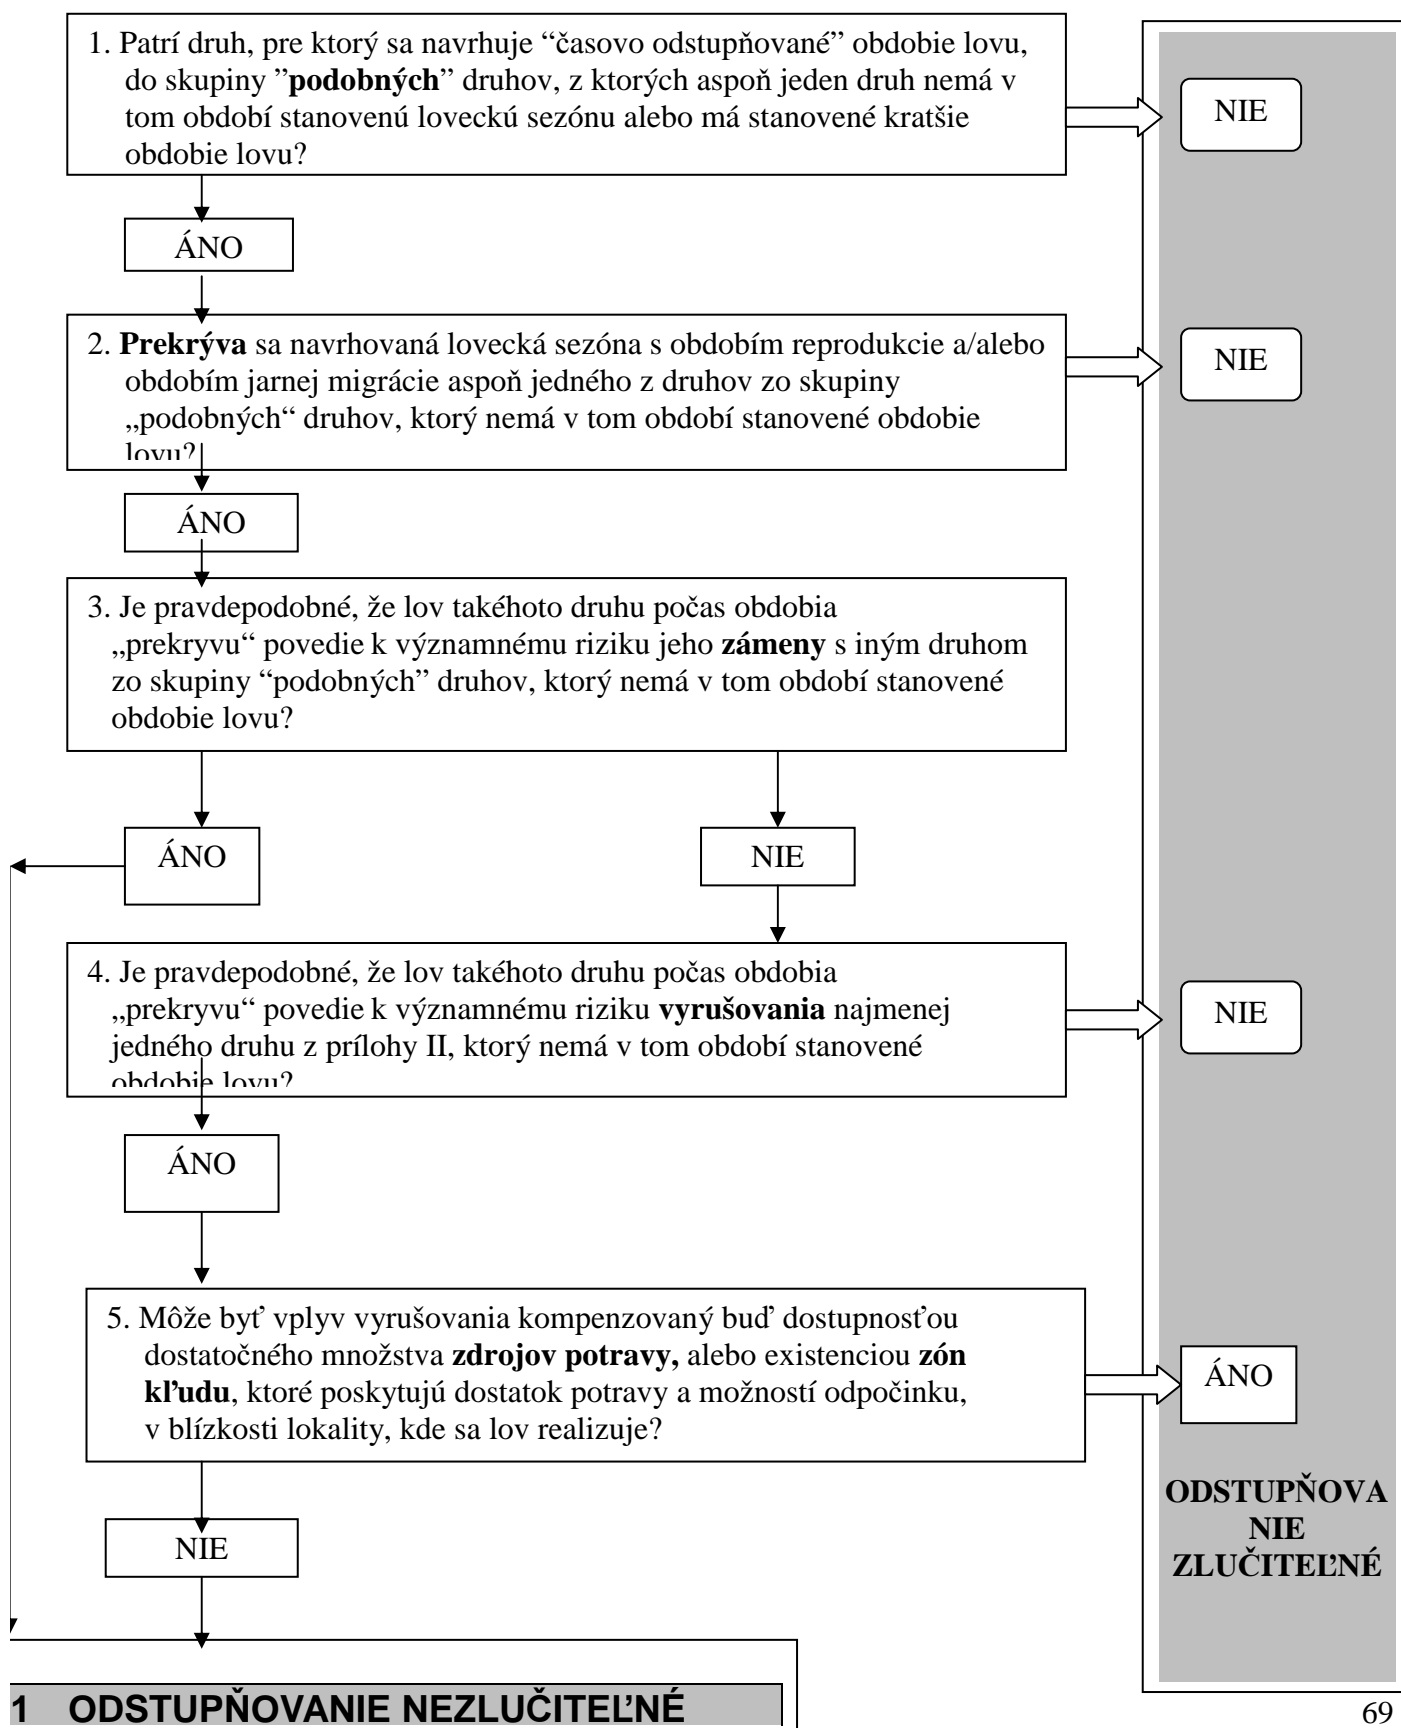 1. Patrí druh, pre ktorý sa navrhuje “časovo odstupňované” obdobie lovu,
do skupiny ”podobných” druhov, z ktorých aspoň jeden druh nemá v
tom období stanovenú loveckú sezónu alebo má stanovené kratšie
obdobie lovu?
NIE
ÁNO
2. Prekrýva sa navrhovaná lovecká sezóna s obdobím reprodukcie a/alebo
obdobím jarnej migrácie aspoň jedného z druhov zo skupiny
„podobných“ druhov, ktorý nemá v tom období stanovené obdobie
lovu?
NIE
ÁNO
3. Je pravdepodobné, že lov takéhoto druhu počas obdobia
„prekryvu“ povedie k významnému riziku jeho zámeny s iným druhom
zo skupiny “podobných” druhov, ktorý nemá v tom období stanovené
obdobie lovu?
ÁNO
NIE
4. Je pravdepodobné, že lov takéhoto druhu počas obdobia
„prekryvu“ povedie k významnému riziku vyrušovania najmenej
jedného druhu z prílohy II, ktorý nemá v tom období stanovené
obdobie lovu?
NIE
ÁNO
5. Môže byť vplyv vyrušovania kompenzovaný buď dostupnosťou
dostatočného množstva zdrojov potravy, alebo existenciou zón
kľudu, ktoré poskytujú dostatok potravy a možností odpočinku,
v blízkosti lokality, kde sa lov realizuje?
ÁNO
NIE
ODSTUPŇOVA
NIE
ZLUČITEĽNÉ
1 ODSTUPŇOVANIE NEZLUČITEĽNÉ
69